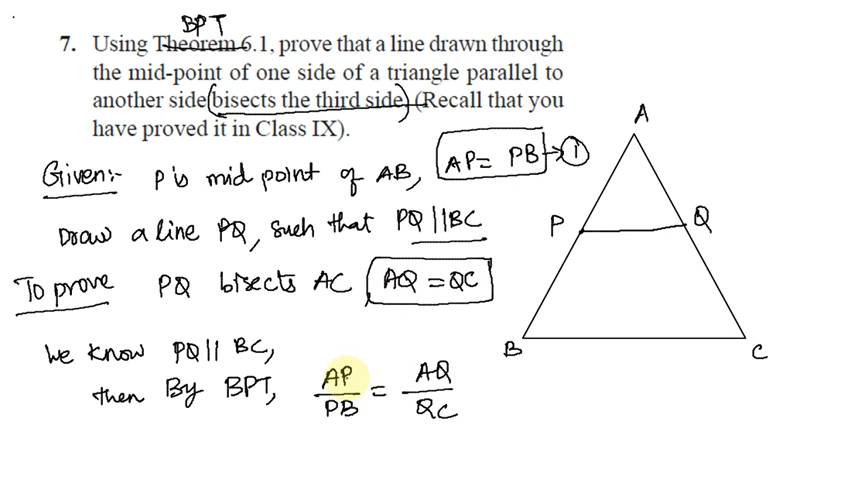 BPT
7. Using Theorem 6.1, prove that a line drawn through
the mid-point of one side of a triangle parallel to
another side bisects the third side. (Recall that you
have proved it in Class IX).
Given:- P is mid point of AB, AP = PB → 1
Draw a line PQ, such that PQ || BC
To prove PQ bisects AC, AQ = QC
We know PQ || BC,
then By BPT, AP/PB = AQ/QC
A
P
Q
B
C